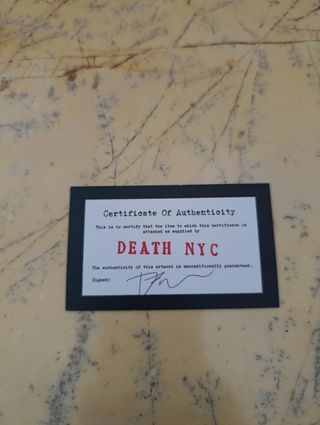 Certificate Of Authenticity
This is to certify that the item to which this certificate is
attached as supplied by
DEATH NYC
The authenticity of this artwork is unconditionally guaranteed.
Signed: